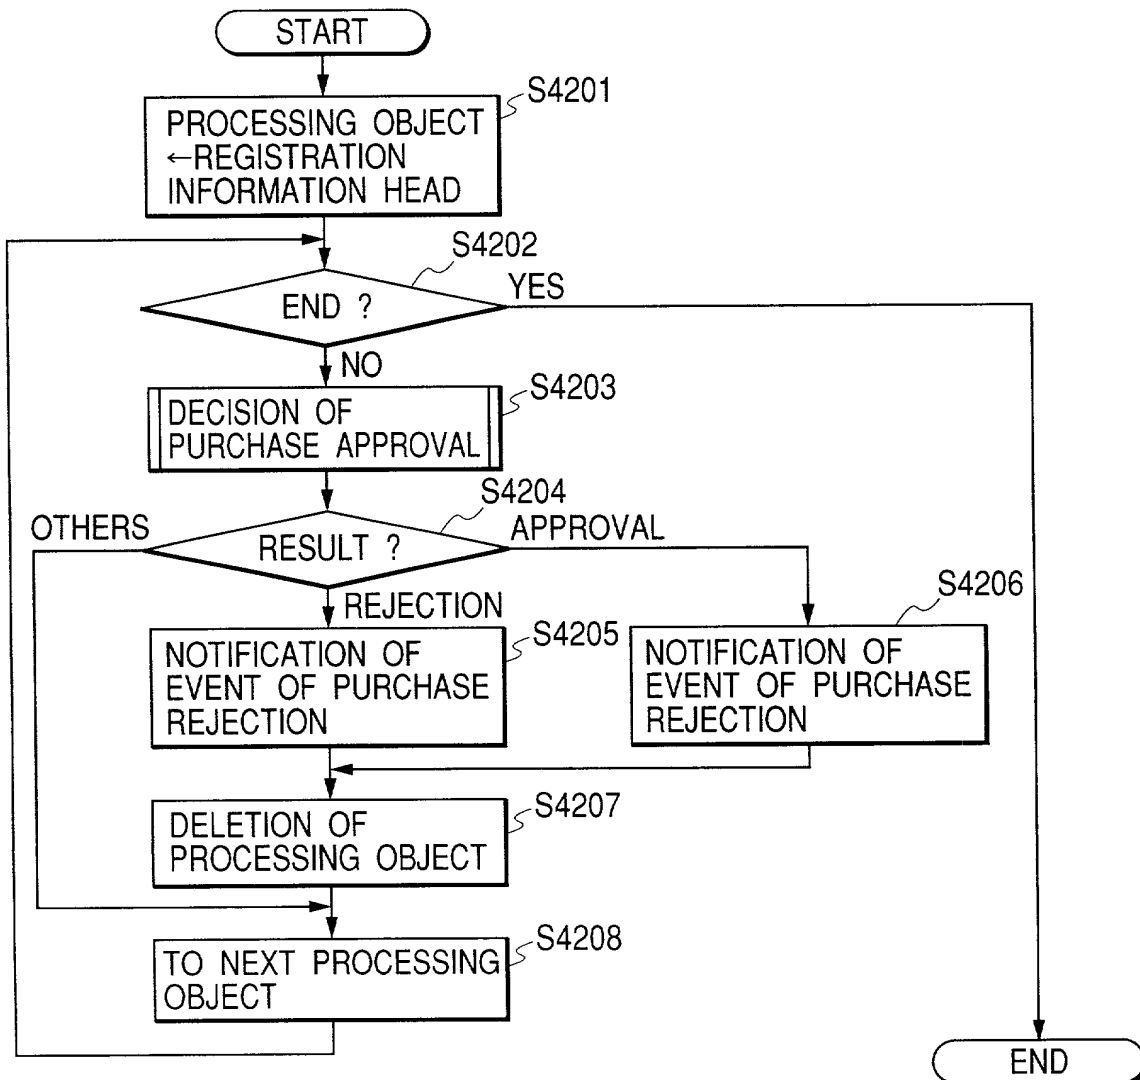 START
S4201
PROCESSING OBJECT
←REGISTRATION
INFORMATION HEAD
S4202
END ?
YES
NO
S4203
DECISION OF
PURCHASE APPROVAL
S4204
OTHERS
RESULT ?
APPROVAL
REJECTION
S4205
NOTIFICATION OF
EVENT OF PURCHASE
REJECTION
S4206
NOTIFICATION OF
EVENT OF PURCHASE
REJECTION
S4207
DELETION OF
PROCESSING OBJECT
S4208
TO NEXT PROCESSING
OBJECT
END